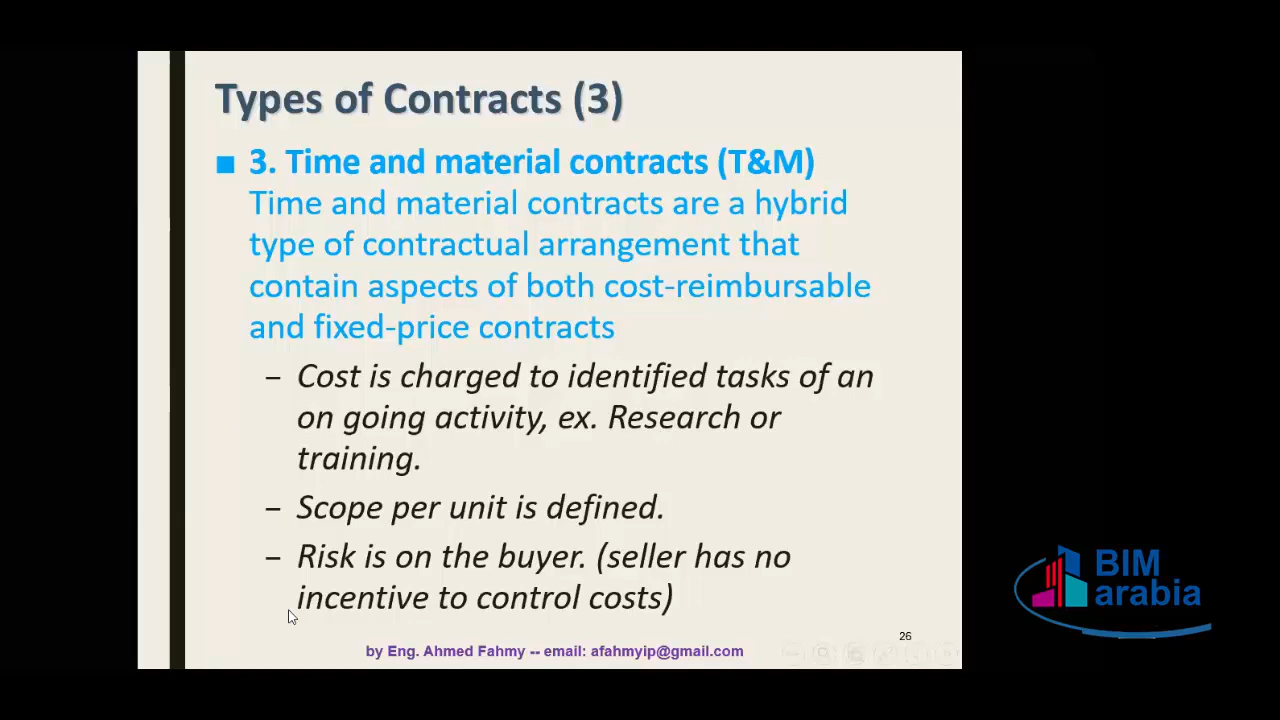 Types of Contracts (3)
■ 3. Time and material contracts (T&M)
Time and material contracts are a hybrid
type of contractual arrangement that
contain aspects of both cost-reimbursable
and fixed-price contracts
– Cost is charged to identified tasks of an
on going activity, ex. Research or
training.
– Scope per unit is defined.
– Risk is on the buyer. (seller has no
incentive to control costs)
26
by Eng. Ahmed Fahmy -- email: afahmyip@gmail.com
BIM
arabia